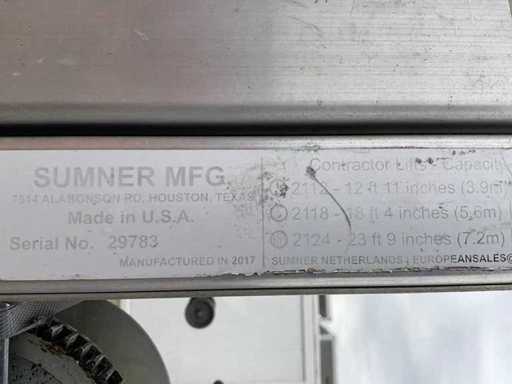 SUMNER MFG.
7514 ALABONSON RD, HOUSTON, TEXAS
Made in U.S.A.
Serial No. 29783
MANUFACTURED IN 2017
Contractor Lifts - Capacit
2112 - 12 ft 11 inches (3.9m
2118 - 18 ft 4 inches (5.6m)
2124 - 23 ft 9 inches (7.2m)
SUMNER NETHERLANDS | EUROPEANSALES@